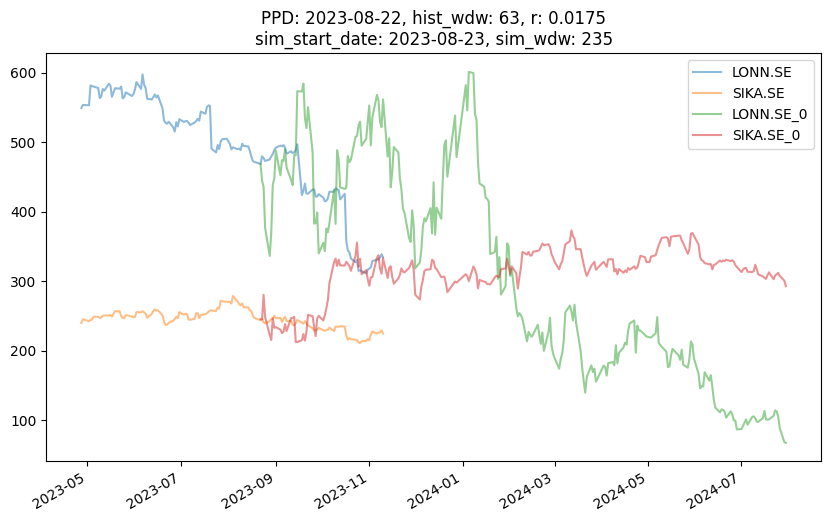 PPD: 2023-08-22, hist_wdw: 63, r: 0.0175
sim_start_date: 2023-08-23, sim_wdw: 235
LONN.SE
SIKA.SE
LONN.SE_0
SIKA.SE_0
600
500
400
300
200
100
2023-05
2023-07
2023-09
2023-11
2024-01
2024-03
2024-05
2024-07